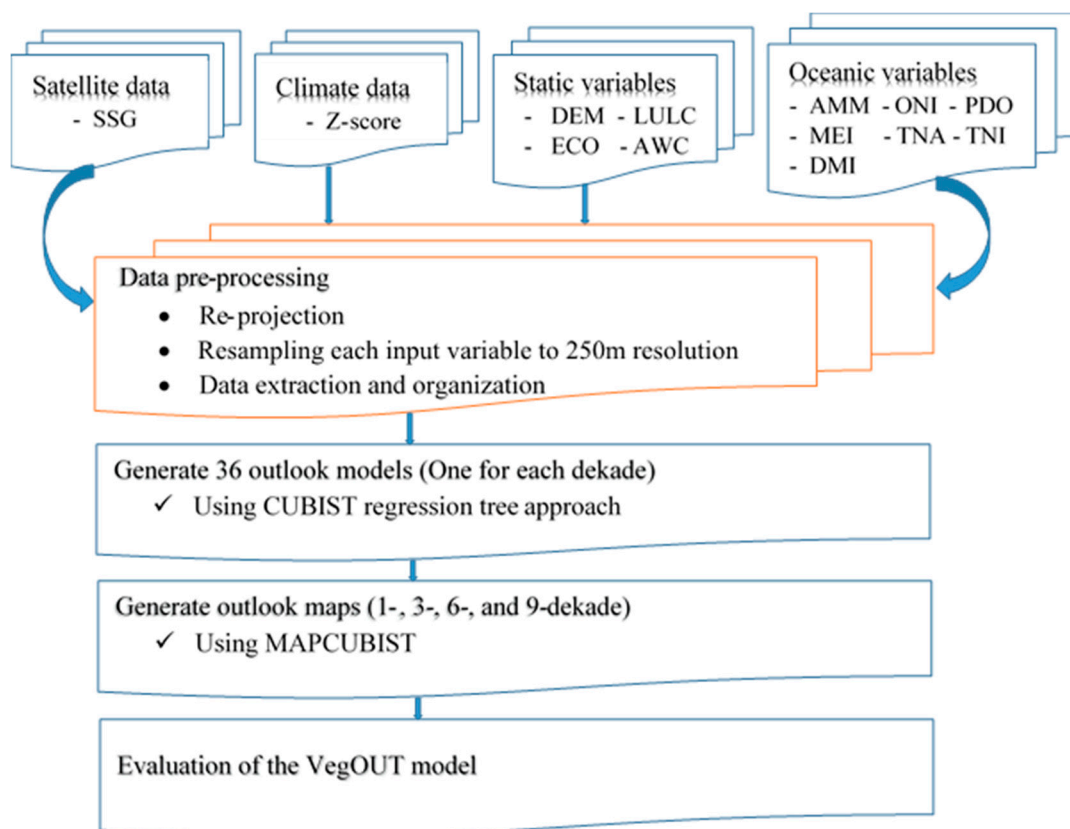 Satellite data
- SSG
Climate data
- Z-score
Static variables
- DEM - LULC
- ECO - AWC
Oceanic variables
- AMM - ONI - PDO
- MEI - TNA - TNI
- DMI
Data pre-processing
• Re-projection
• Resampling each input variable to 250m resolution
• Data extraction and organization
Generate 36 outlook models (One for each dekade)
✓ Using CUBIST regression tree approach
Generate outlook maps (1-, 3-, 6-, and 9-dekade)
✓ Using MAPCUBIST
Evaluation of the VegOUT model